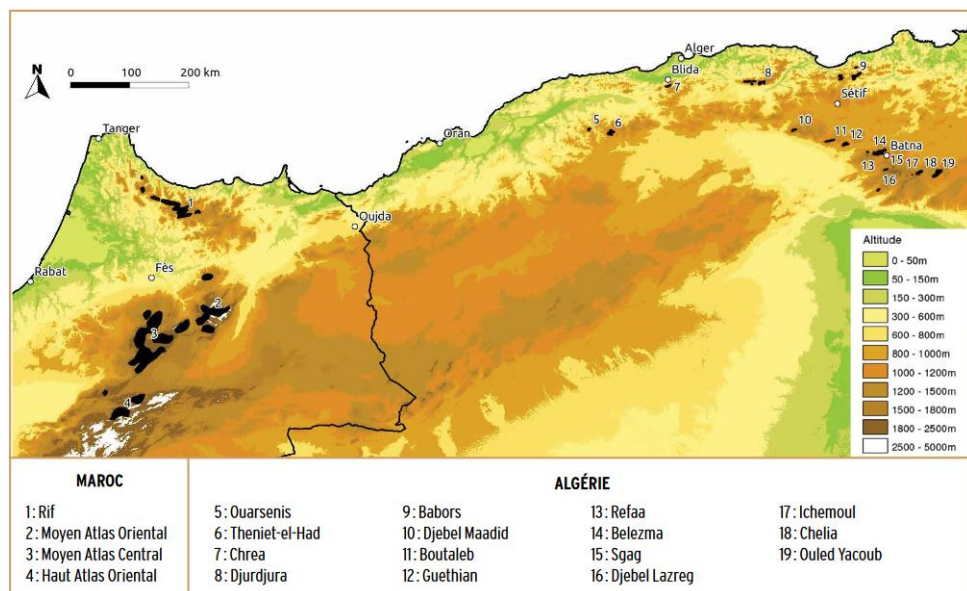 N
0 100 200 km
Alger
Blida
7
8
9
Sétif
5
6
10
11
12
14
Batna
13
15
17
18
19
16
Oran
Tanger
1
Oujda
Rabat
Fès
2
3
4
Altitude
0 - 50m
50 - 150m
150 - 300m
300 - 600m
600 - 800m
800 - 1000m
1000 - 1200m
1200 - 1500m
1500 - 1800m
1800 - 2500m
2500 - 5000m
MAROC
1: Rif
2: Moyen Atlas Oriental
3: Moyen Atlas Central
4: Haut Atlas Oriental
ALGÉRIE
5: Ouarsenis
6: Theniet-el-Had
7: Chrea
8: Djurdjura
9: Babors
10: Djebel Maadid
11: Boutaleb
12: Guethian
13: Refaa
14: Belezma
15: Sgag
16: Djebel Lazreg
17: Ichemoul
18: Chelia
19: Ouled Yacoub